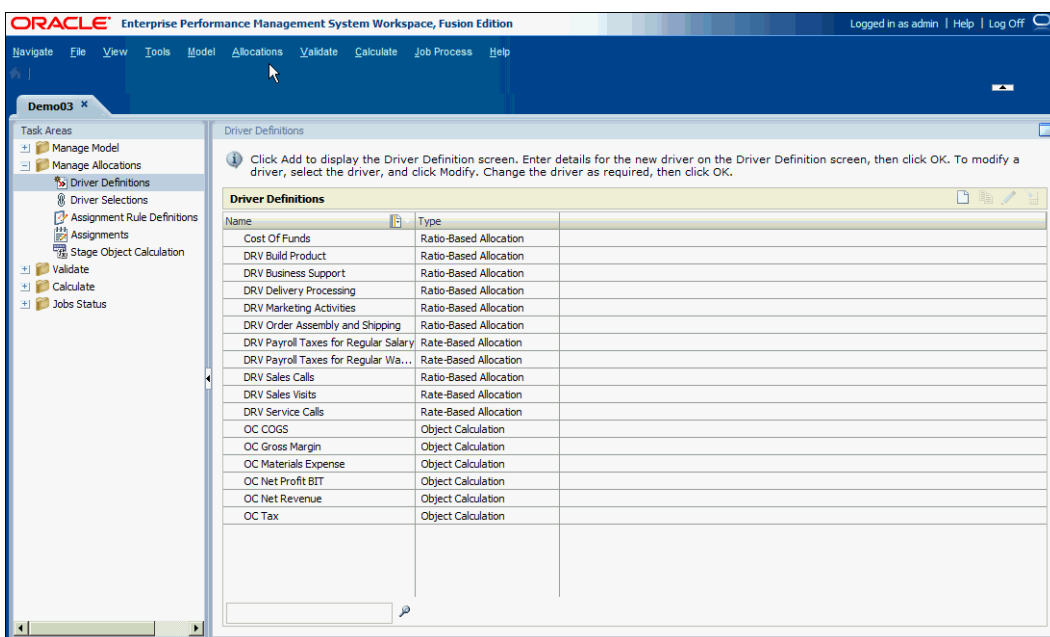 ORACLE Enterprise Performance Management System Workspace, Fusion Edition
Logged in as admin | Help | Log Off
Navigate File View Tools Model Allocations Validate Calculate Job Process Help
Demo03
Task Areas
Manage Model
Manage Allocations
Driver Definitions
Driver Selections
Assignment Rule Definitions
Assignments
Stage Object Calculation
Validate
Calculate
Jobs Status
Driver Definitions
Click Add to display the Driver Definition screen. Enter details for the new driver on the Driver Definition screen, then click OK. To modify a
driver, select the driver, and click Modify. Change the driver as required, then click OK.
Driver Definitions
Name Type
Cost Of Funds Ratio-Based Allocation
DRV Build Product Ratio-Based Allocation
DRV Business Support Ratio-Based Allocation
DRV Delivery Processing Ratio-Based Allocation
DRV Marketing Activities Ratio-Based Allocation
DRV Order Assembly and Shipping Ratio-Based Allocation
DRV Payroll Taxes for Regular Salary Rate-Based Allocation
DRV Payroll Taxes for Regular Wa... Rate-Based Allocation
DRV Sales Calls Ratio-Based Allocation
DRV Sales Visits Rate-Based Allocation
DRV Service Calls Rate-Based Allocation
OC COGS Object Calculation
OC Gross Margin Object Calculation
OC Materials Expense Object Calculation
OC Net Profit BIT Object Calculation
OC Net Revenue Object Calculation
OC Tax Object Calculation